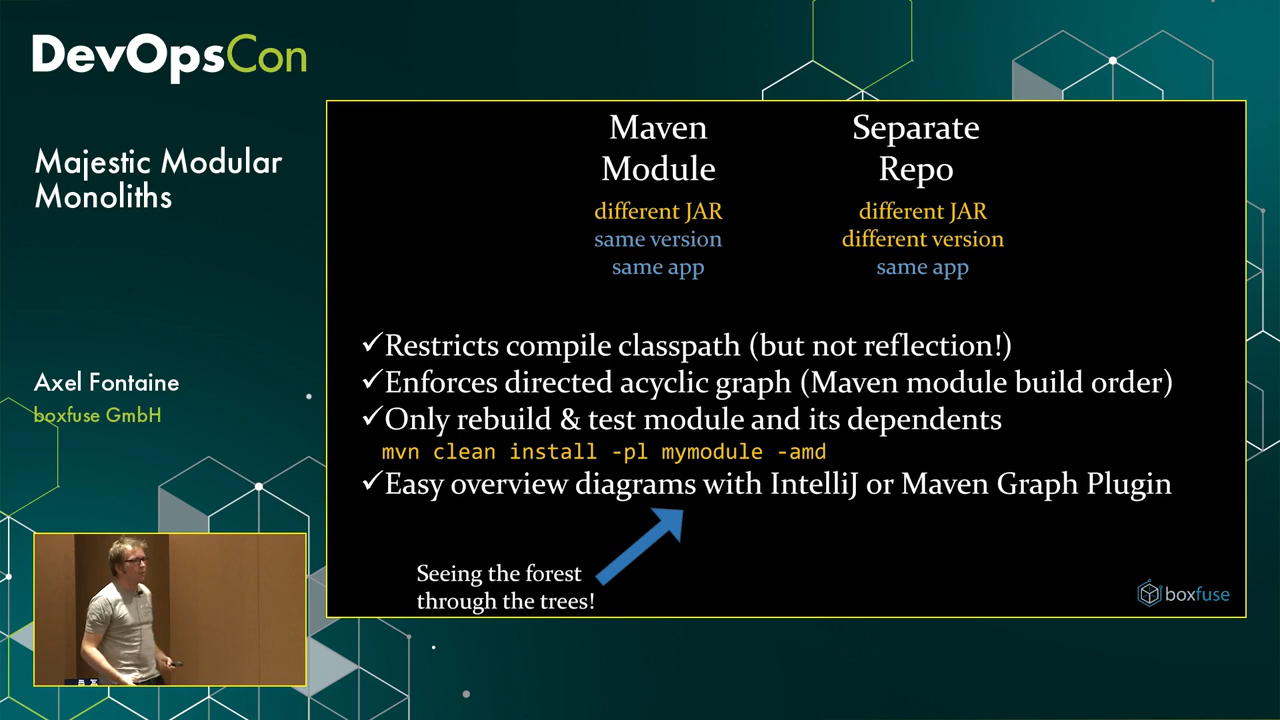 DevOpsCon
Majestic Modular
Monoliths
Axel Fontaine
boxfuse GmbH
Maven
Module
different JAR
same version
same app
Separate
Repo
different JAR
different version
same app
✓Restricts compile classpath (but not reflection!)
✓Enforces directed acyclic graph (Maven module build order)
✓Only rebuild & test module and its dependents
mvn clean install -pl mymodule -amd
✓Easy overview diagrams with IntelliJ or Maven Graph Plugin
Seeing the forest
through the trees!
boxfuse